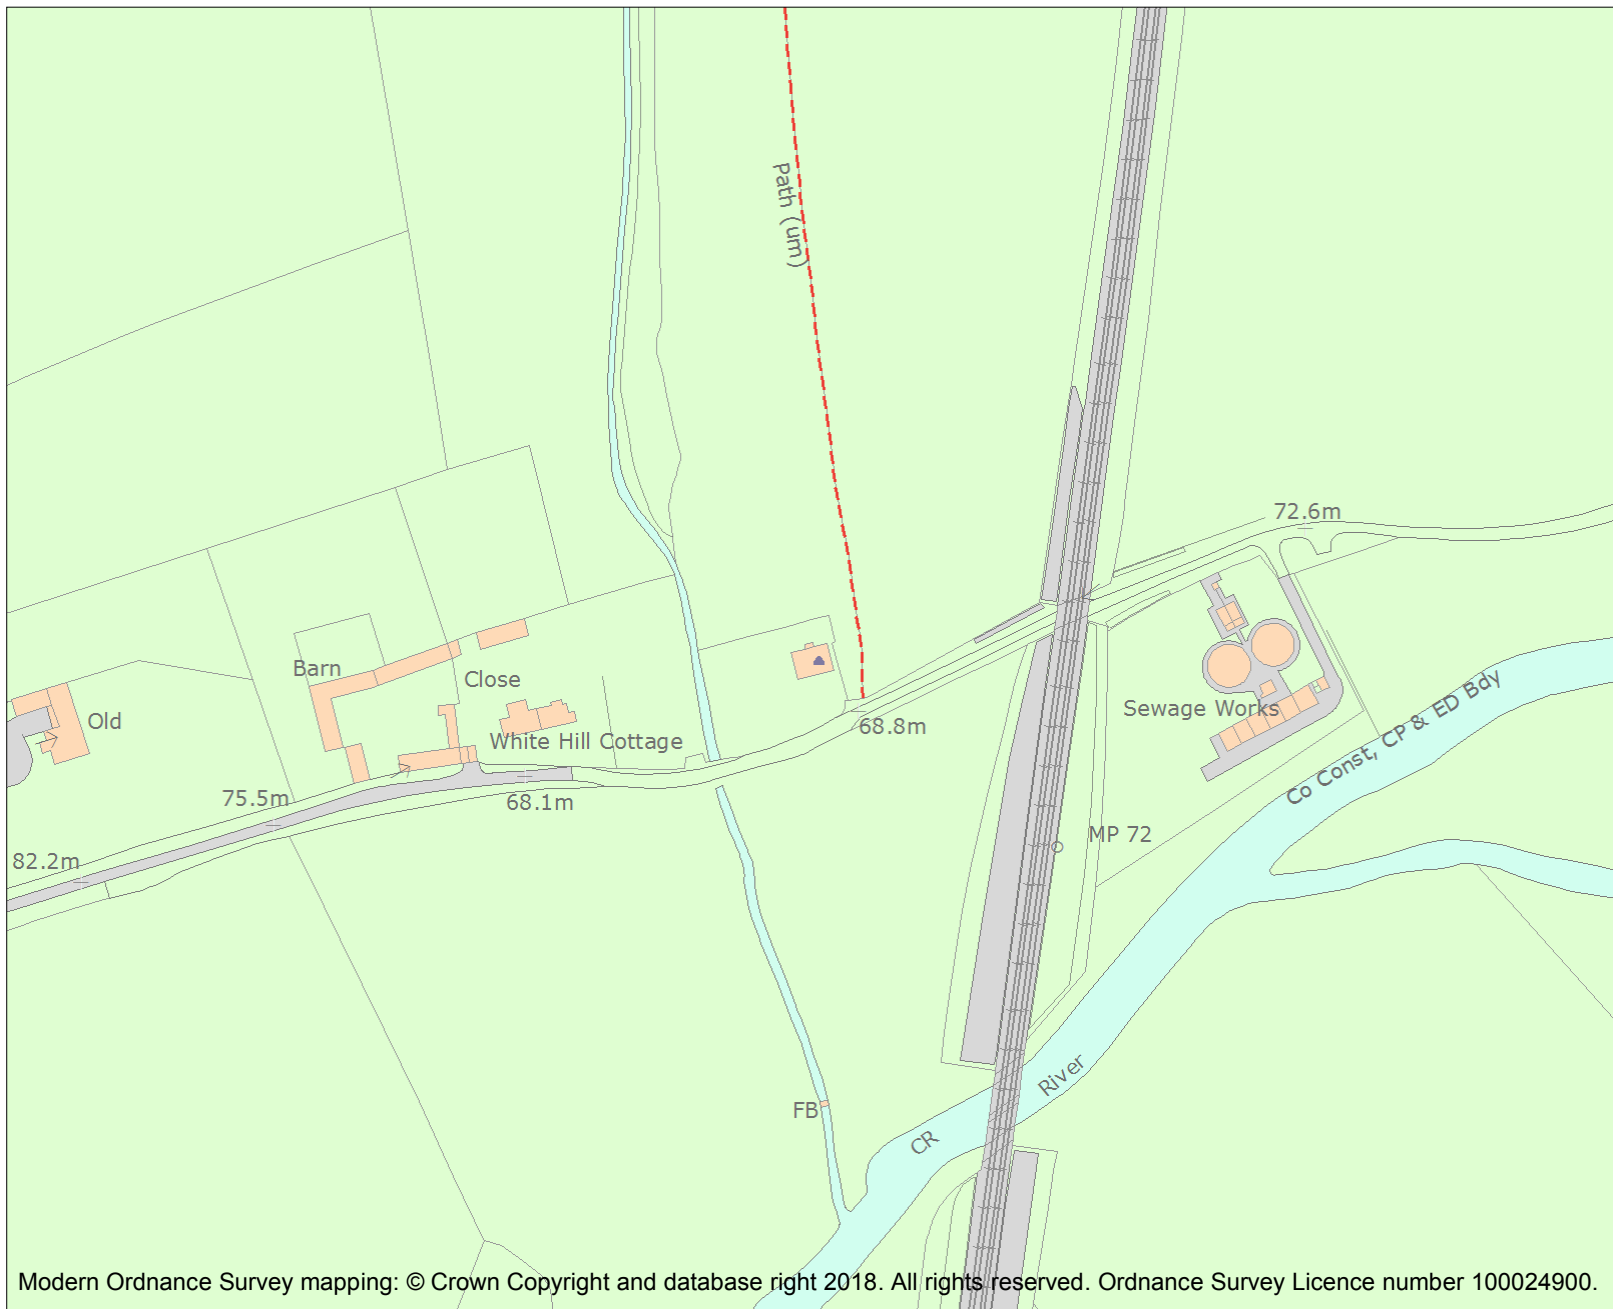 Path (um)
72.6m
Barn
Close
Old
White Hill Cottage
68.8m
Sewage Works
Co Const, CP & ED Bdy
75.5m
68.1m
MP 72
82.2m
River
FB
CR
Modern Ordnance Survey mapping: © Crown Copyright and database right 2018. All rights reserved. Ordnance Survey Licence number 100024900.